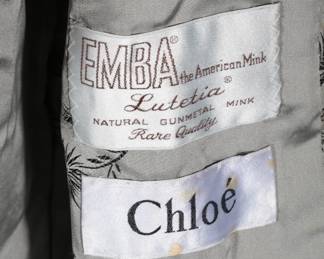 EMBA® the American Mink
Lutetia®
NATURAL GUNMETAL MINK
Rare Quality
Chloé